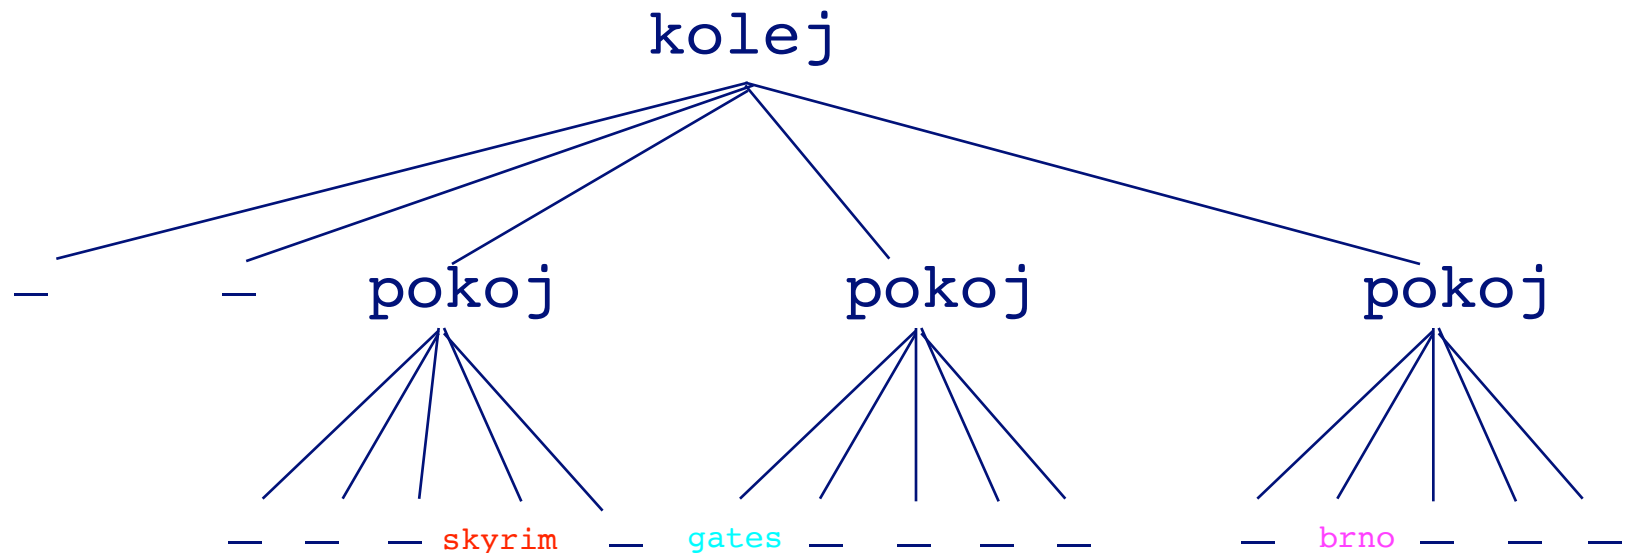 kolej
_ _ pokoj pokoj pokoj
_ _ _ skyrim _ gates _ _ _ _ _ brno _ _ _